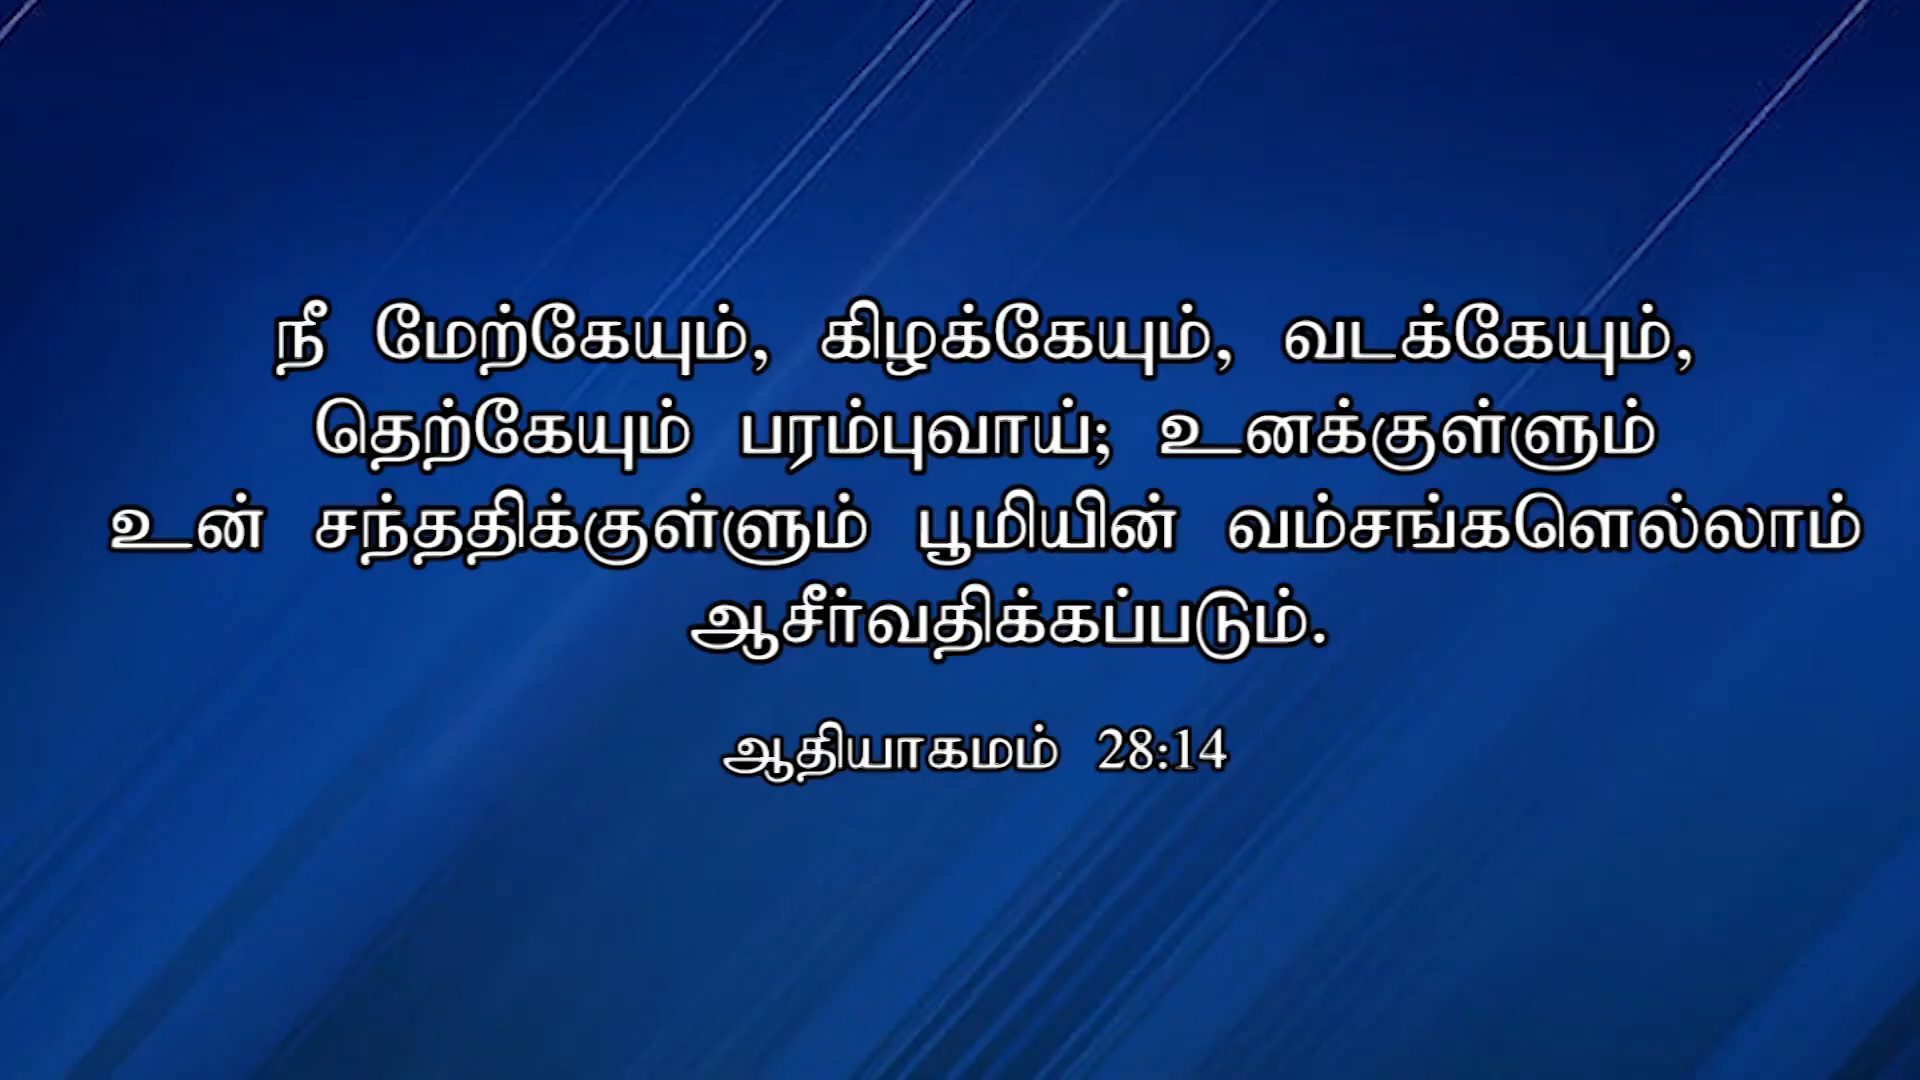 நீ மேற்கேயும், கிழக்கேயும், வடக்கேயும்,
தெற்கேயும் பரம்புவாய்; உனக்குள்ளும்
உன் சந்ததிக்குள்ளும் பூமியின் வம்சங்களெல்லாம்
ஆசீர்வதிக்கப்படும்.
ஆதியாகமம் 28:14